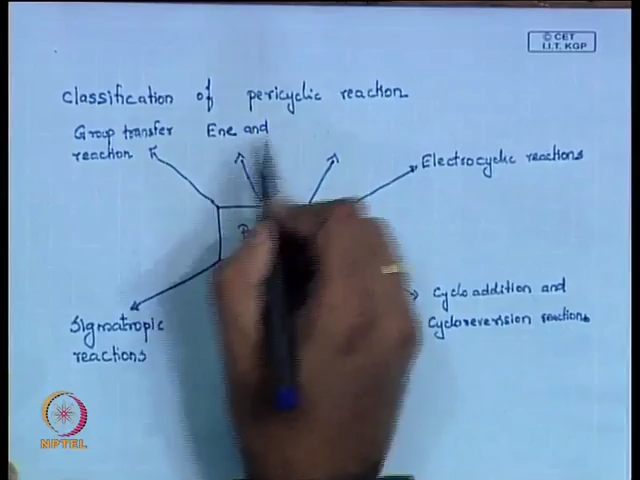 © CET
I.I.T. KGP
Classification of pericyclic reaction
Group transfer
reaction
Ene and
Electrocyclic reactions
Cycloaddition and
Cycloreversion reactions
Sigmatropic
reactions
NPTEL